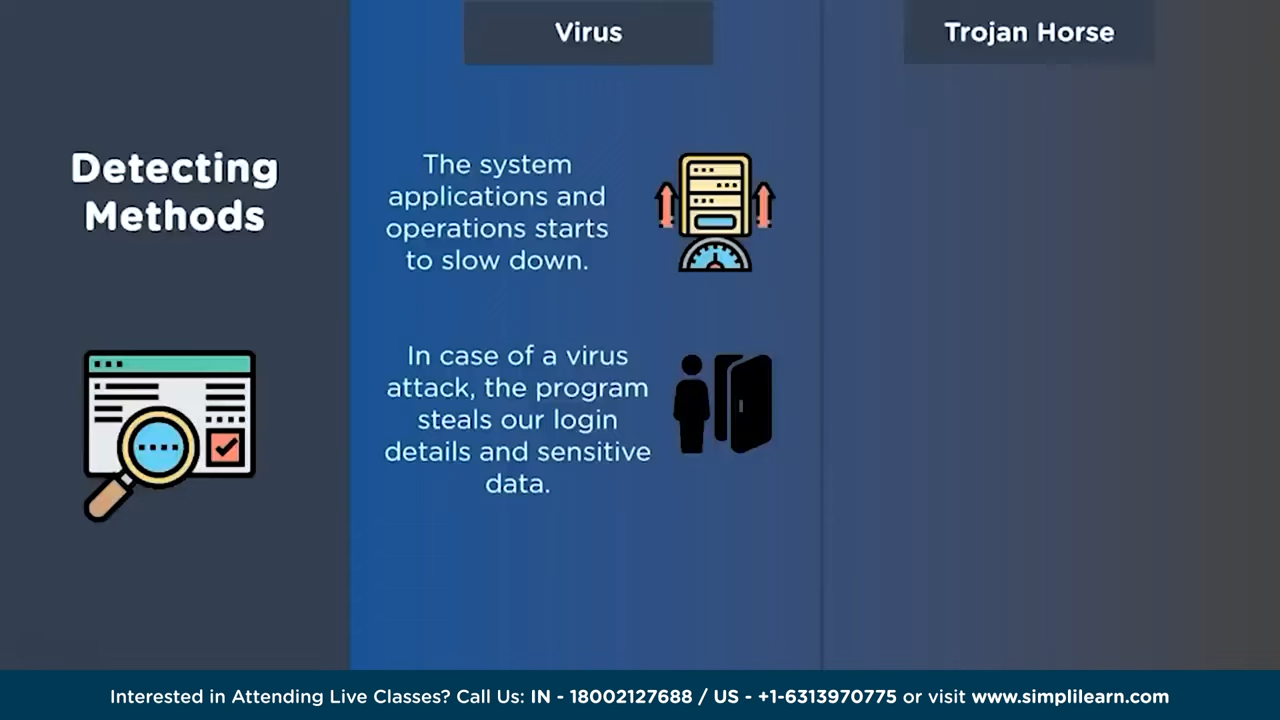 Virus
Trojan Horse
Detecting
Methods
The system
applications and
operations starts
to slow down.
In case of a virus
attack, the program
steals our login
details and sensitive
data.
Interested in Attending Live Classes? Call Us: IN - 18002127688 / US - +1-6313970775 or visit www.simplilearn.com